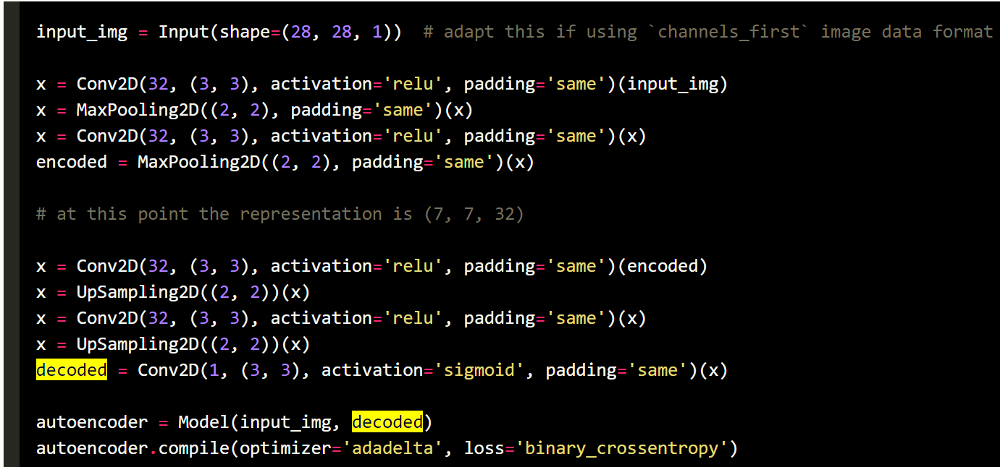 input_img = Input(shape=(28, 28, 1))  # adapt this if using `channels_first` image data format
x = Conv2D(32, (3, 3), activation='relu', padding='same')(input_img)
x = MaxPooling2D((2, 2), padding='same')(x)
x = Conv2D(32, (3, 3), activation='relu', padding='same')(x)
encoded = MaxPooling2D((2, 2), padding='same')(x)
# at this point the representation is (7, 7, 32)
x = Conv2D(32, (3, 3), activation='relu', padding='same')(encoded)
x = UpSampling2D((2, 2))(x)
x = Conv2D(32, (3, 3), activation='relu', padding='same')(x)
x = UpSampling2D((2, 2))(x)
decoded = Conv2D(1, (3, 3), activation='sigmoid', padding='same')(x)
autoencoder = Model(input_img, decoded)
autoencoder.compile(optimizer='adadelta', loss='binary_crossentropy')